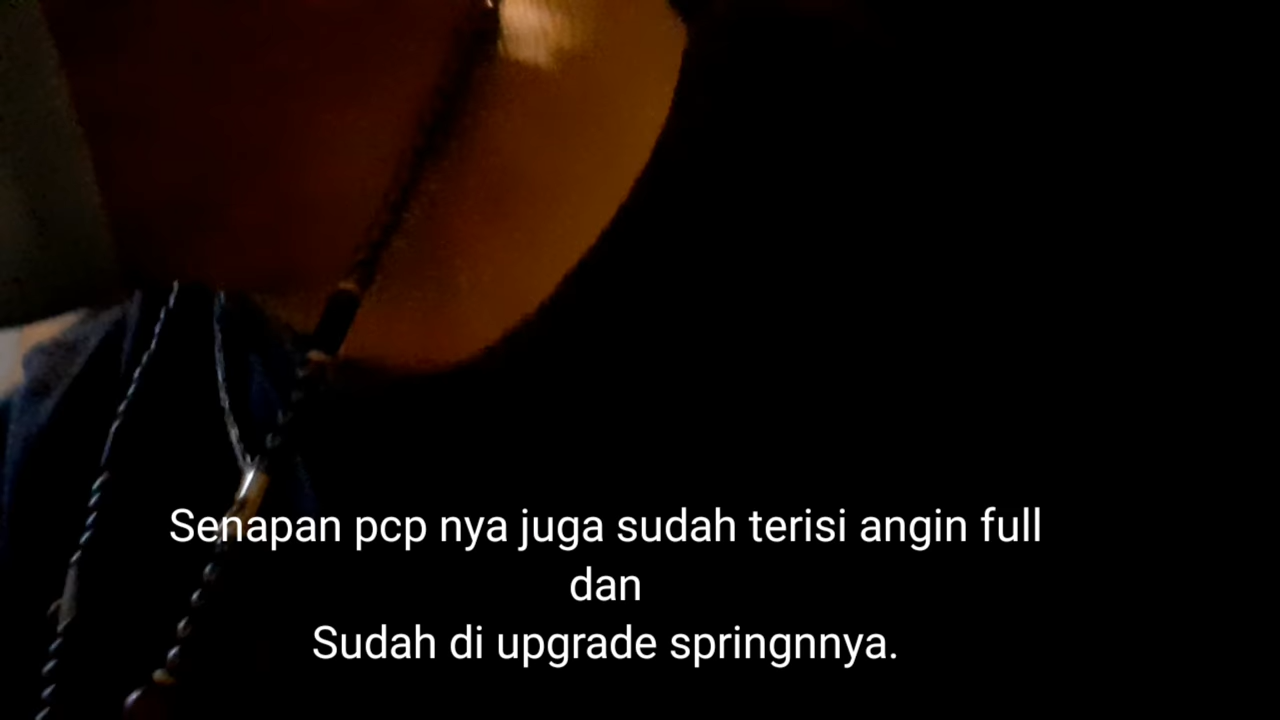 Senapan pcp nya juga sudah terisi angin full
dan
Sudah di upgrade springnnya.